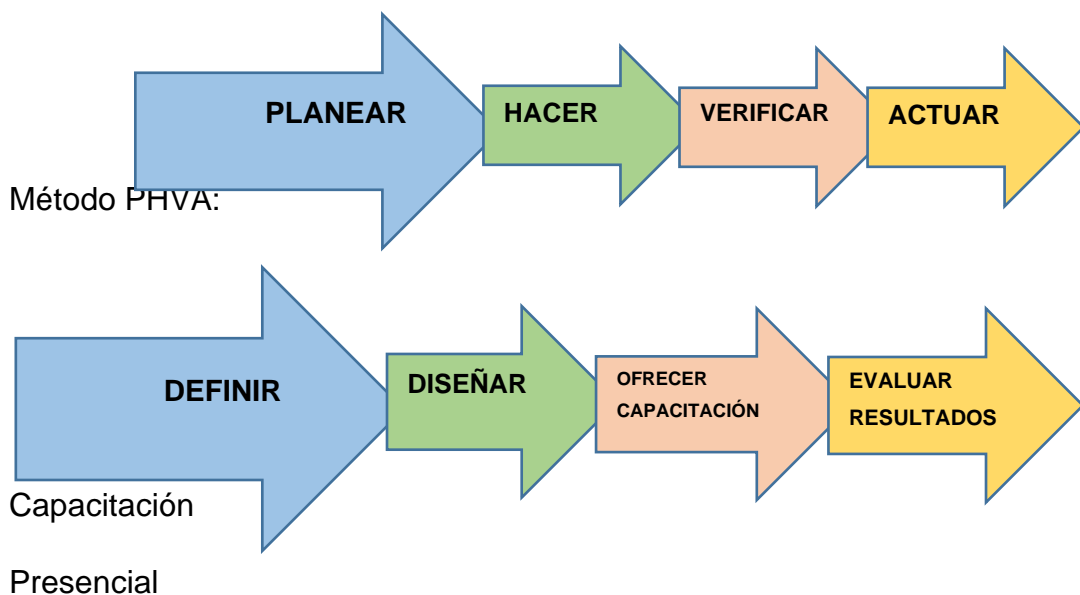 PLANEAR
HACER
VERIFICAR
ACTUAR
Método PHVA:
DEFINIR
DISEÑAR
OFRECER
CAPACITACIÓN
EVALUAR
RESULTADOS
Capacitación
Presencial